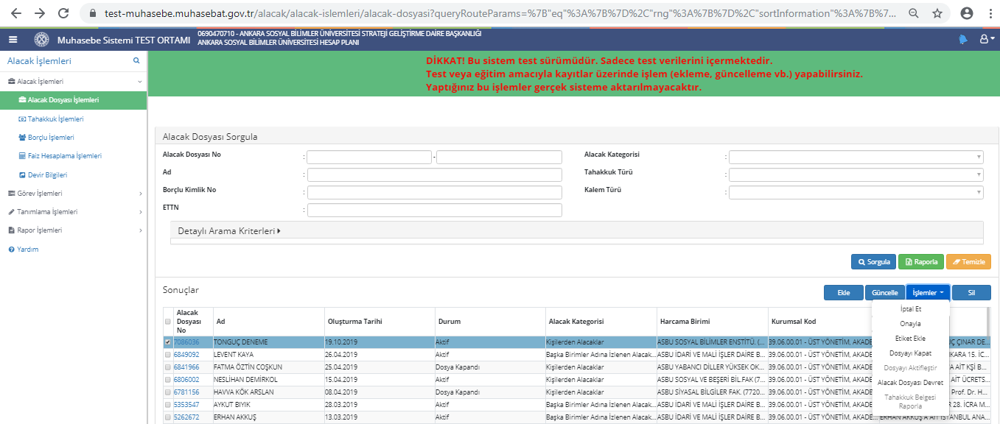 test-muhasebe.muhasebat.gov.tr/alacak/alacak-islemleri/alacak-dosyasi?queryRouteParams=%7B"eq"%3A%7B%7D%2C"rng"%3A%7B%7D%2C"sortInformation"%3A%7B%7...
Muhasebe Sistemi TEST ORTAMI
0690470710 - ANKARA SOSYAL BİLİMLER ÜNİVERSİTESİ STRATEJİ GELİŞTİRME DAİRE BAŞKANLIĞI
ANKARA SOSYAL BİLİMLER ÜNİVERSİTESİ HESAP PLANI
Alacak İşlemleri
Alacak İşlemleri
Alacak Dosyası İşlemleri
Tahakkuk İşlemleri
Borçlu İşlemleri
Faiz Hesaplama İşlemleri
Devir Bilgileri
Görev İşlemleri
Tanımlama İşlemleri
Rapor İşlemleri
Yardım
DİKKAT! Bu sistem test sürümüdür. Sadece test verilerini içermektedir.
Test veya eğitim amacıyla kayıtlar üzerinde işlem (ekleme, güncelleme vb.) yapabilirsiniz.
Yaptığınız bu işlemler gerçek sisteme aktarılmayacaktır.
Alacak Dosyası Sorgula
Alacak Dosyası No : -
Alacak Kategorisi :
Ad :
Tahakkuk Türü :
Borçlu Kimlik No :
Kalem Türü :
ETTN :
Detaylı Arama Kriterleri
Sorgula Raporla Temizle
Sonuçlar
Ekle Güncelle İşlemler Sil
İptal Et
Onayla
Etiket Ekle
Dosyayı Kapat
Dosyayı Aktifleştir
Alacak Dosyası Devret
Tahakkuk Belgesi
Raporla
Alacak Dosyası No Ad Oluşturma Tarihi Durum Alacak Kategorisi Harcama Birimi Kurumsal Kod
7086036 TONGUÇ DENEME 19.10.2019 Aktif Kişilerden Alacaklar ASBU SOSYAL BİLİMLER ENSTİTÜ. (... 39.06.00.01 - ÜST YÖNETİM, AKADE... ÇINAR DE...
6849092 LEVENT KAYA 26.04.2019 Aktif Başka Birimler Adına İzlenen Alacak... ASBU İDARİ VE MALİ İŞLER DAİRE B... 39.06.00.01 - ÜST YÖNETİM, AKADE... 15. İC...
6841966 FATMA ÖZTİN COŞKUN 25.04.2019 Dosya Kapandı Kişilerden Alacaklar ASBU YABANCI DİLLER YÜKSEK OK... 39.06.00.01 - ÜST YÖNETİM, AKADE... AİT KŞİ B...
6806002 NESLİHAN DEMİRKOL 15.04.2019 Aktif Kişilerden Alacaklar ASBU SOSYAL VE BEŞERİ BİL.FAK (7... 39.06.00.01 - ÜST YÖNETİM, AKADE... AİT ÜCRETS...
6781156 HAVVA KÖK ARSLAN 08.04.2019 Dosya Kapandı Kişilerden Alacaklar ASBU SİYASAL BİLGİLER FAK. (7720... 39.06.00.01 - ÜST YÖNETİM, AKADE... Prof. Dr. H...
5353547 AYKUT BIYIK 28.03.2019 Aktif Başka Birimler Adına İzlenen Alacak... ASBU İDARİ VE MALİ İŞLER DAİRE B... 39.06.00.01 - ÜST YÖNETİM, AKADE... 28. İCRA M...
5262672 ERHAN AKKUŞ 13.03.2019 Aktif Başka Birimler Adına İzlenen Alacak... ASBU İDARİ VE MALİ İŞLER DAİRE B... 39.06.00.01 - ÜST YÖNETİM, AKADE... ERHAN AKKUŞ'A AİT İSTANBUL ANA...